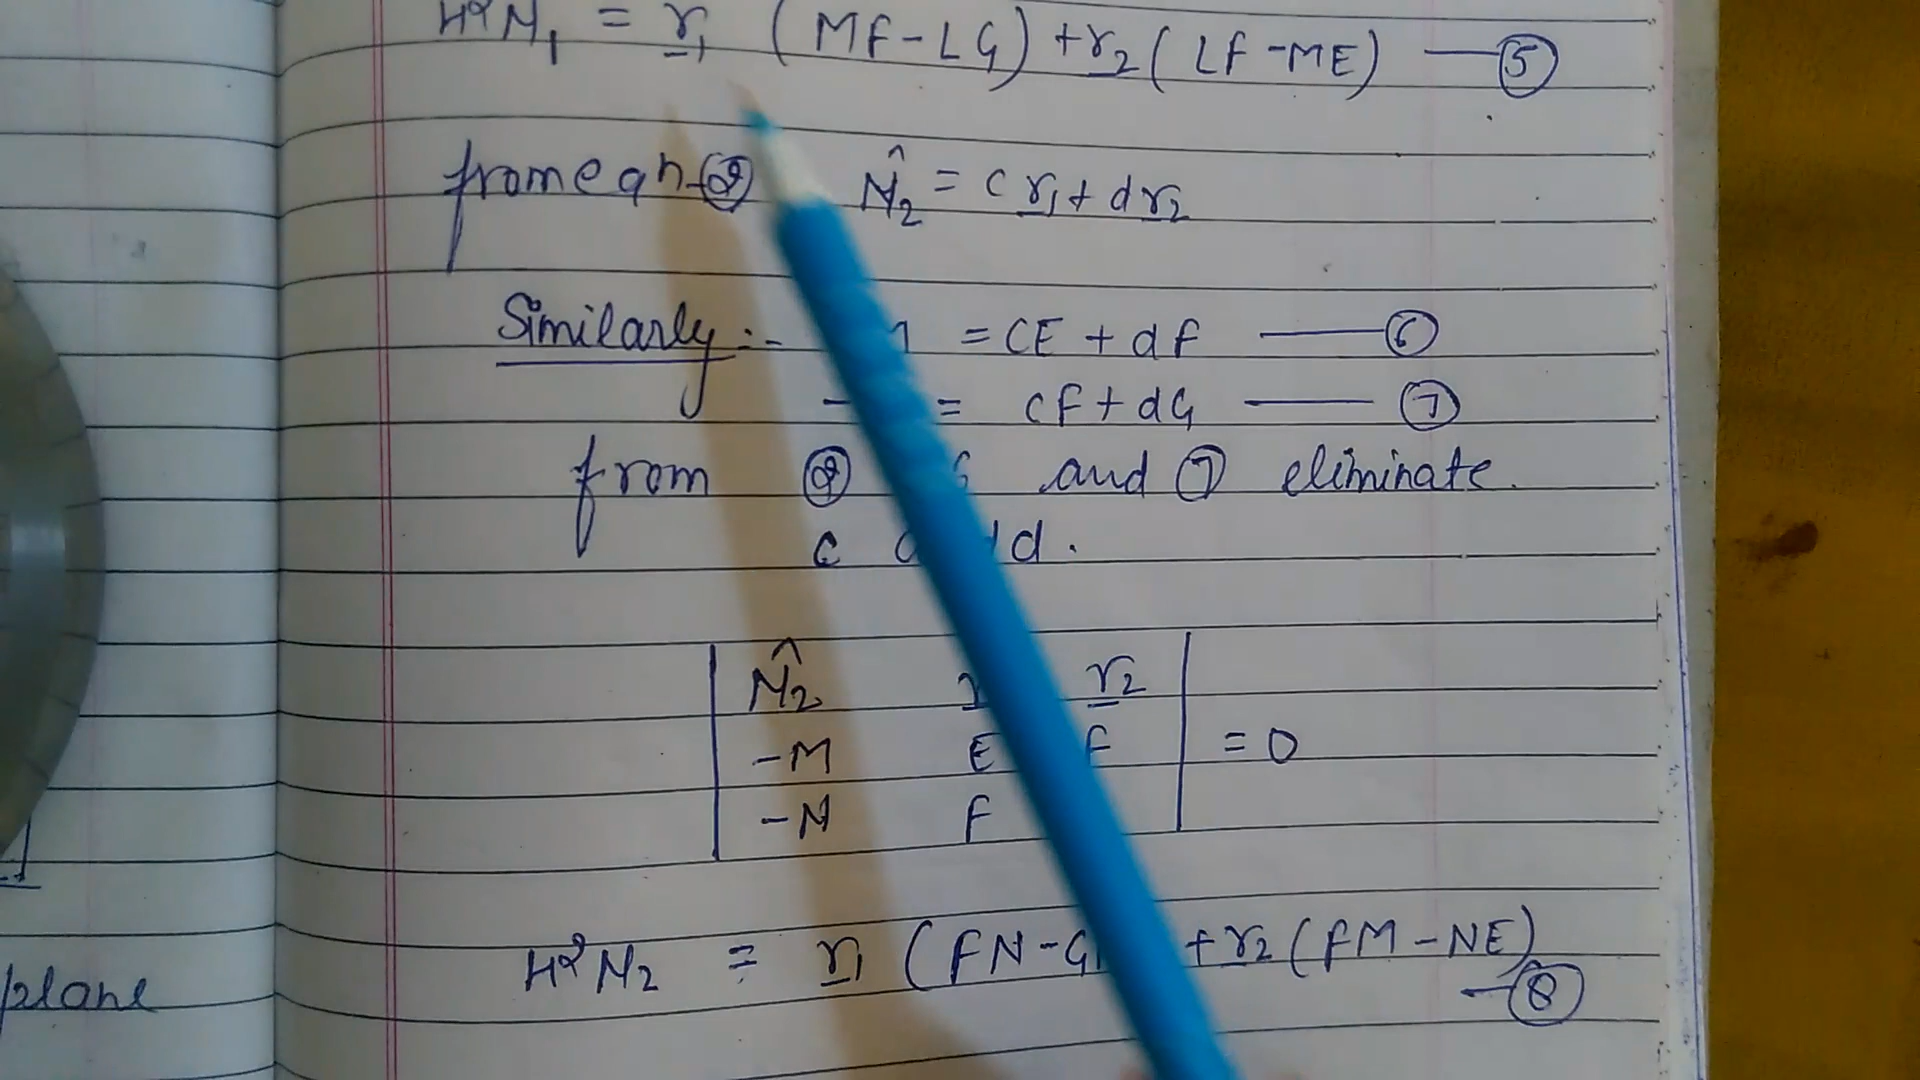 H²N₁ = r₁ (MF-LG) + r₂ (LF-ME) — ⑤
from eqn - ② N̂₂ = c r₁ + d r₂
Similarly :- = CE + dF — ⑥
- = CF + dG — ⑦
from ② and ⑦ eliminate.
c d.
N̂₂ r₂
-M E F = 0
-N F
H²N₂ = r₁ (FN-G + r₂ (FM-NE)
— ⑧
plane